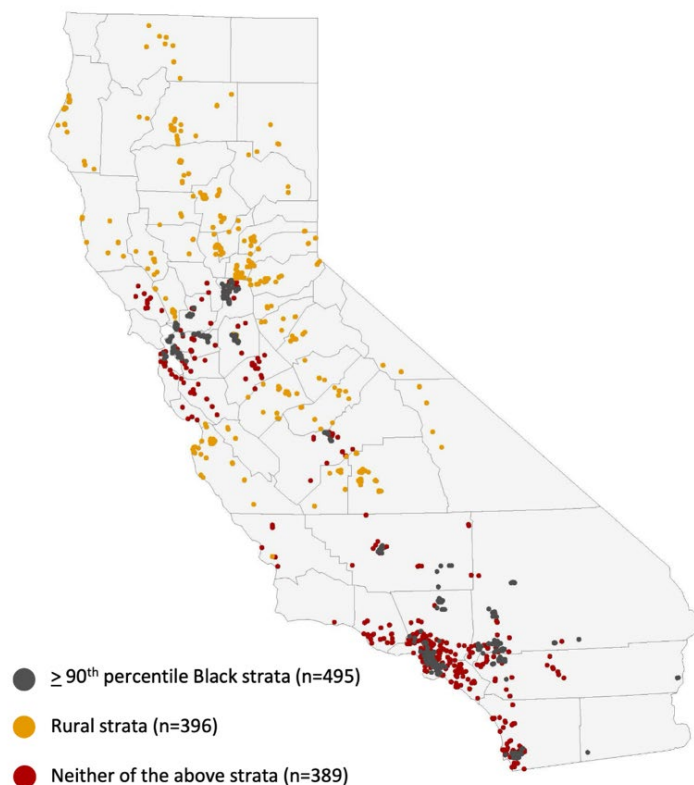 ≥ 90th percentile Black strata (n=495)
Rural strata (n=396)
Neither of the above strata (n=389)